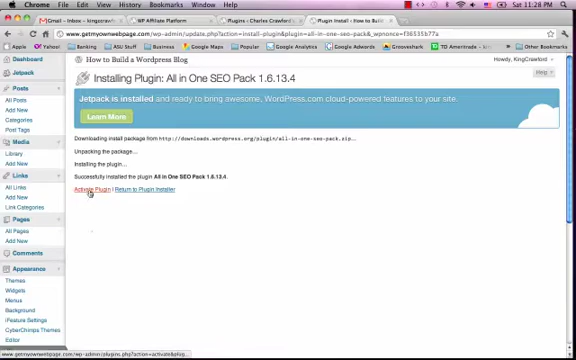 File Edit View History Bookmarks Window Help
Sat 11:28 PM
Gmail - Inbox - kingcrawfor
WP Affiliate Platform
Plugins ‹ Charles Crawford
Plugin Install ‹ How to Build
www.getmyownwebpage.com/wp-admin/update.php?action=install-plugin&plugin=all-in-one-seo-pack&_wpnonce=f36535b77a
Apple Yahoo! Banking ASU Business Popular Google Analytics AdWords Grooveshark TD Ameritrade Other Bookmarks
How to Build a Wordpress Blog
Howdy, KingCrawford
Help
Dashboard
Jetpack
Posts
All Posts
Add New
Categories
Post Tags
Media
Library
Add New
Links
All Links
Add New
Link Categories
Pages
All Pages
Add New
Comments
Appearance
Themes
Widgets
Menus
Background
iFeature Settings
CyberChimps Themes
Editor
Installing Plugin: All in One SEO Pack 1.6.13.4
Jetpack is installed and ready to bring awesome, WordPress.com cloud-powered features to your site.
Learn More
Downloading install package from http://downloads.wordpress.org/plugin/all-in-one-seo-pack.zip…
Unpacking the package…
Installing the plugin…
Successfully installed the plugin All in One SEO Pack 1.6.13.4.
Activate Plugin | Return to Plugin Installer
www.getmyownwebpage.com/wp-admin/plugins.php?action=activate&plug...